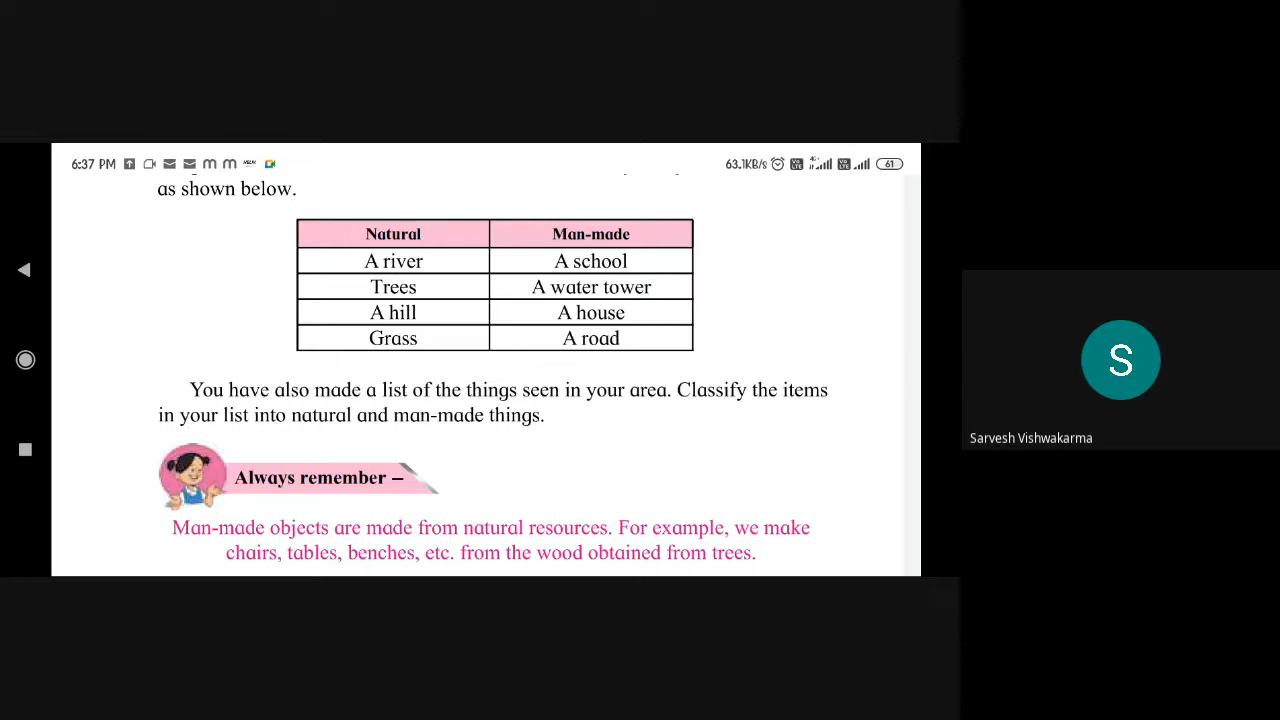 6:37 PM
63.1KB/s
61
as shown below.
Natural Man-made
A river A school
Trees A water tower
A hill A house
Grass A road
You have also made a list of the things seen in your area. Classify the items
in your list into natural and man-made things.
Always remember –
Man-made objects are made from natural resources. For example, we make
chairs, tables, benches, etc. from the wood obtained from trees.
S
Sarvesh Vishwakarma